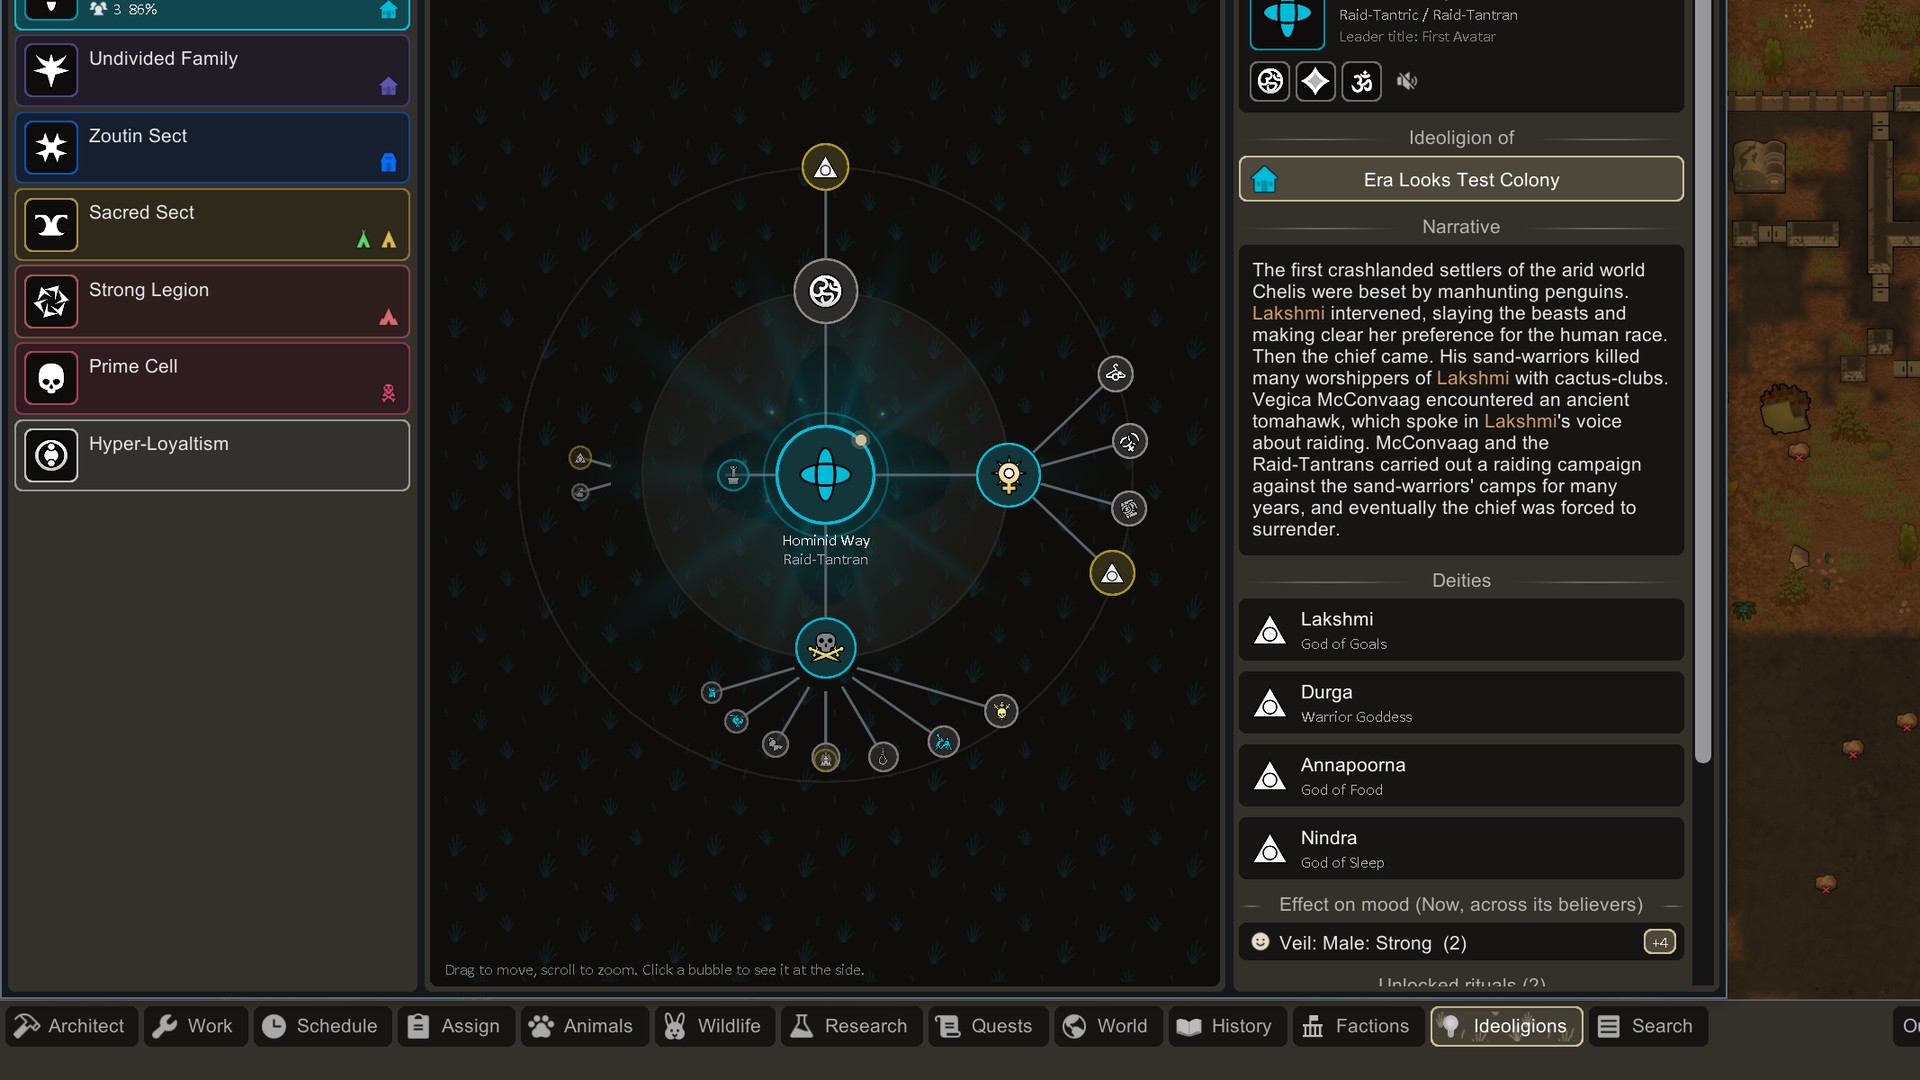 3 86%
Undivided Family
Zoutin Sect
Sacred Sect
Strong Legion
Prime Cell
Hyper-Loyaltism
Hominid Way
Raid-Tantran
Drag to move, scroll to zoom. Click a bubble to see it at the side.
Raid-Tantric / Raid-Tantran
Leader title: First Avatar
ॐ
Ideoligion of
Era Looks Test Colony
Narrative
The first crashlanded settlers of the arid world
Chelis were beset by manhunting penguins.
Lakshmi intervened, slaying the beasts and
making clear her preference for the human race.
Then the chief came. His sand-warriors killed
many worshippers of Lakshmi with cactus-clubs.
Vegica McConvaag encountered an ancient
tomahawk, which spoke in Lakshmi's voice
about raiding. McConvaag and the
Raid-Tantrans carried out a raiding campaign
against the sand-warriors' camps for many
years, and eventually the chief was forced to
surrender.
Deities
Lakshmi
God of Goals
Durga
Warrior Goddess
Annapoorna
God of Food
Nindra
God of Sleep
Effect on mood (Now, across its believers)
Veil: Male: Strong (2)
+4
Unlocked rituals (2)
Architect
Work
Schedule
Assign
Animals
Wildlife
Research
Quests
World
History
Factions
Ideoligions
Search